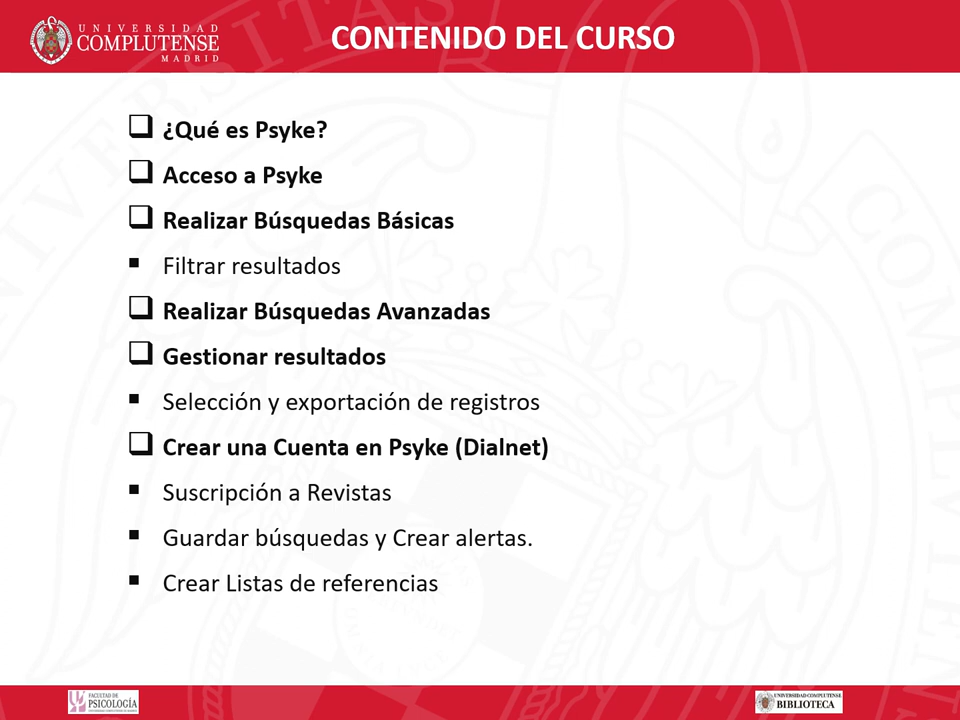 UNIVERSIDAD
COMPLUTENSE
MADRID
CONTENIDO DEL CURSO
¿Qué es Psyke?
Acceso a Psyke
Realizar Búsquedas Básicas
Filtrar resultados
Realizar Búsquedas Avanzadas
Gestionar resultados
Selección y exportación de registros
Crear una Cuenta en Psyke (Dialnet)
Suscripción a Revistas
Guardar búsquedas y Crear alertas.
Crear Listas de referencias
FACULTAD DE
PSICOLOGÍA
UNIVERSIDAD COMPLUTENSE
BIBLIOTECA